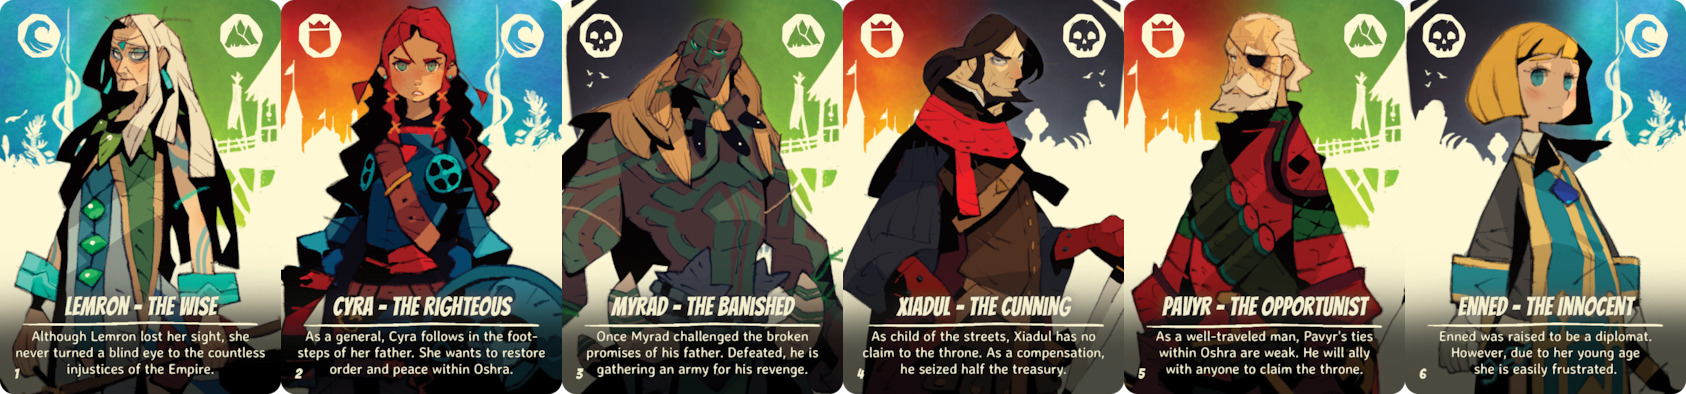 LEMRON - THE WISE
Although Lemron lost her sight, she
never turned a blind eye to the countless
injustices of the Empire.
1
CYRA - THE RIGHTEOUS
As a general, Cyra follows in the foot-
steps of her father. She wants to restore
order and peace within Oshra.
2
MYRAD - THE BANISHED
Once Myrad challenged the broken
promises of his father. Defeated, he is
gathering an army for his revenge.
3
XIADUL - THE CUNNING
As child of the streets, Xiadul has no
claim to the throne. As a compensation,
he seized half the treasury.
4
PAVYR - THE OPPORTUNIST
As a well-traveled man, Pavyr's ties
within Oshra are weak. He will ally
with anyone to claim the throne.
5
ENNED - THE INNOCENT
Enned was raised to be a diplomat.
However, due to her young age
she is easily frustrated.
6